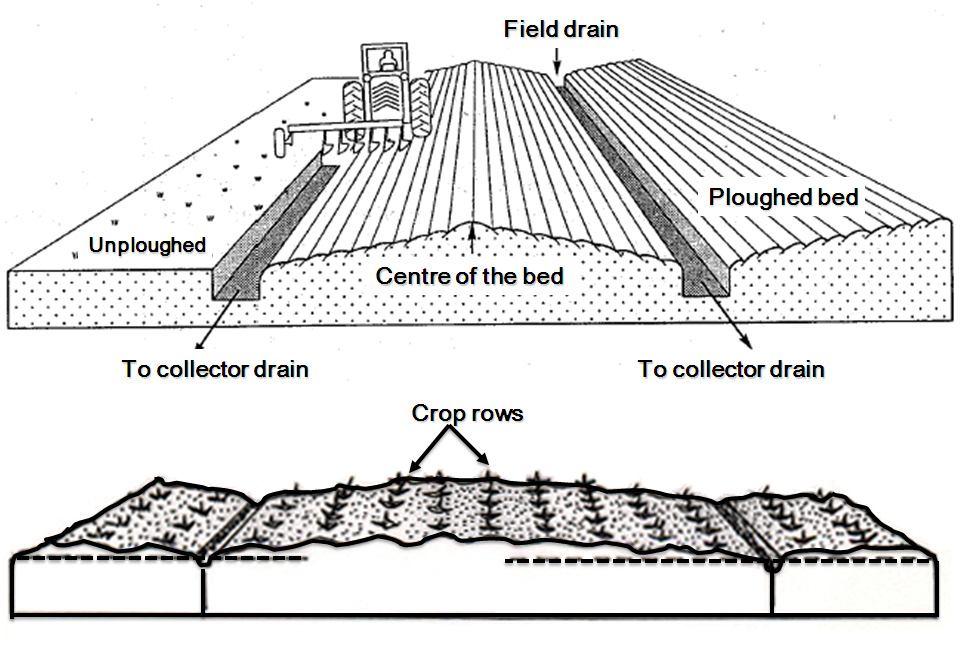 Field drain
Ploughed bed
Unploughed
Centre of the bed
To collector drain
To collector drain
Crop rows